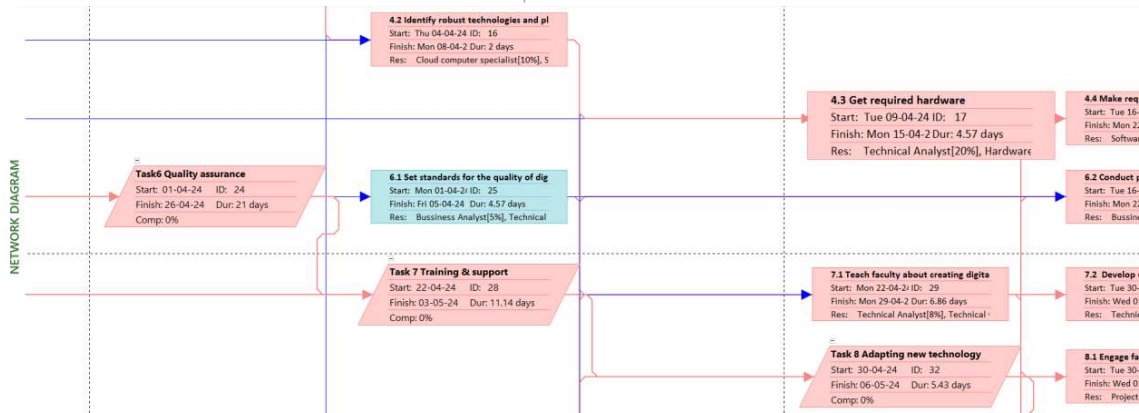 NETWORK DIAGRAM
4.2 Identify robust technologies and pl
Start: Thu 04-04-24 ID: 16
Finish: Mon 08-04-2 Dur: 2 days
Res: Cloud computer specialist[10%], S
4.3 Get required hardware
Start: Tue 09-04-24 ID: 17
Finish: Mon 15-04-2 Dur: 4.57 days
Res: Technical Analyst[20%], Hardware
4.4 Make req
Start: Tue 16-
Finish: Mon 22
Res: Softwar
Task6 Quality assurance
Start: 01-04-24 ID: 24
Finish: 26-04-24 Dur: 21 days
Comp: 0%
6.1 Set standards for the quality of dig
Start: Mon 01-04-2 ID: 25
Finish: Fri 05-04-24 Dur: 4.57 days
Res: Bussiness Analyst[5%], Technical
6.2 Conduct p
Start: Tue 16-
Finish: Mon 22
Res: Bussine
Task 7 Training & support
Start: 22-04-24 ID: 28
Finish: 03-05-24 Dur: 11.14 days
Comp: 0%
7.1 Teach faculty about creating digita
Start: Mon 22-04-2 ID: 29
Finish: Mon 29-04-2 Dur: 6.86 days
Res: Technical Analyst[8%], Technical
7.2 Develop
Start: Tue 30-
Finish: Wed 0
Res: Technic
Task 8 Adapting new technology
Start: 30-04-24 ID: 32
Finish: 06-05-24 Dur: 5.43 days
Comp: 0%
8.1 Engage fa
Start: Tue 30-
Finish: Wed 0
Res: Project